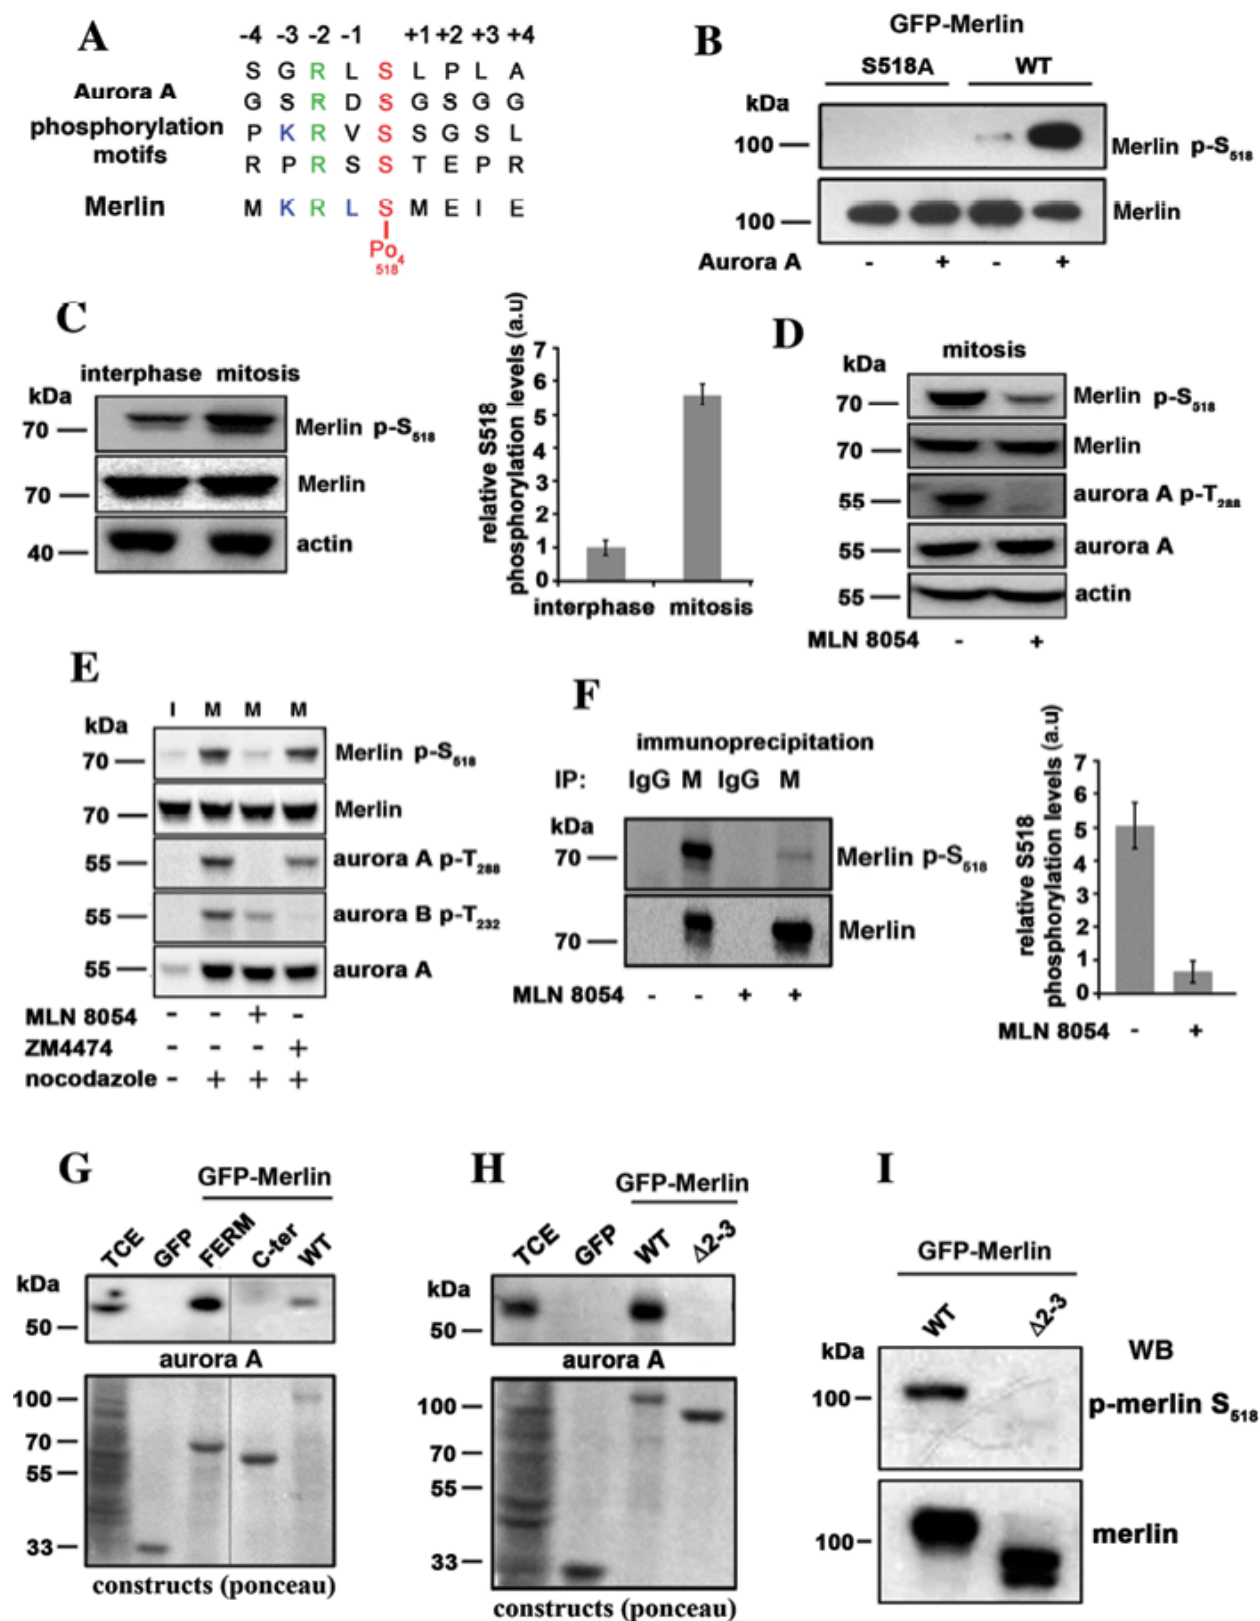 A
-4 -3 -2 -1 +1 +2 +3 +4
Aurora A
phosphorylation
motifs
S G R L S L P L A
G S R D S G S G G
P K R V S S G S L
R P R S S T E P R
Merlin M K R L S M E I E
Po4
518
B
GFP-Merlin
S518A WT
kDa
100 Merlin p-S518
100 Merlin
Aurora A - + - +
C
interphase mitosis
kDa
70 Merlin p-S518
70 Merlin
40 actin
relative S518
phosphorylation levels (a.u)
7
6
5
4
3
2
1
0
interphase mitosis
D
mitosis
kDa
70 Merlin p-S518
70 Merlin
55 aurora A p-T288
55 aurora A
55 actin
MLN 8054 - +
E
I M M M
kDa
70 Merlin p-S518
70 Merlin
55 aurora A p-T288
55 aurora B p-T232
55 aurora A
MLN 8054 - - + -
ZM4474 - - - +
nocodazole - + + +
F
immunoprecipitation
IP: IgG M IgG M
kDa
70 Merlin p-S518
70 Merlin
MLN 8054 - - + +
relative S518
phosphorylation levels (a.u)
7
6
5
4
3
2
1
0
MLN 8054 - +
G
GFP-Merlin
TCE GFP FERM C-ter WT
kDa
50
aurora A
100
70
55
33
constructs (ponceau)
H
GFP-Merlin
TCE GFP WT Δ2-3
kDa
50
aurora A
100
70
55
33
constructs (ponceau)
I
GFP-Merlin
WT Δ2-3
kDa WB
100 p-merlin S518
100 merlin